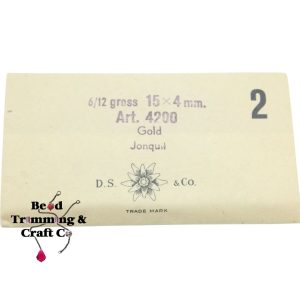 6/12 gross 15×4 mm.
2
Art. 4200
Gold
Jonquil
D.S. & Co.
TRADE MARK
Bead
Trimming &
Craft Co